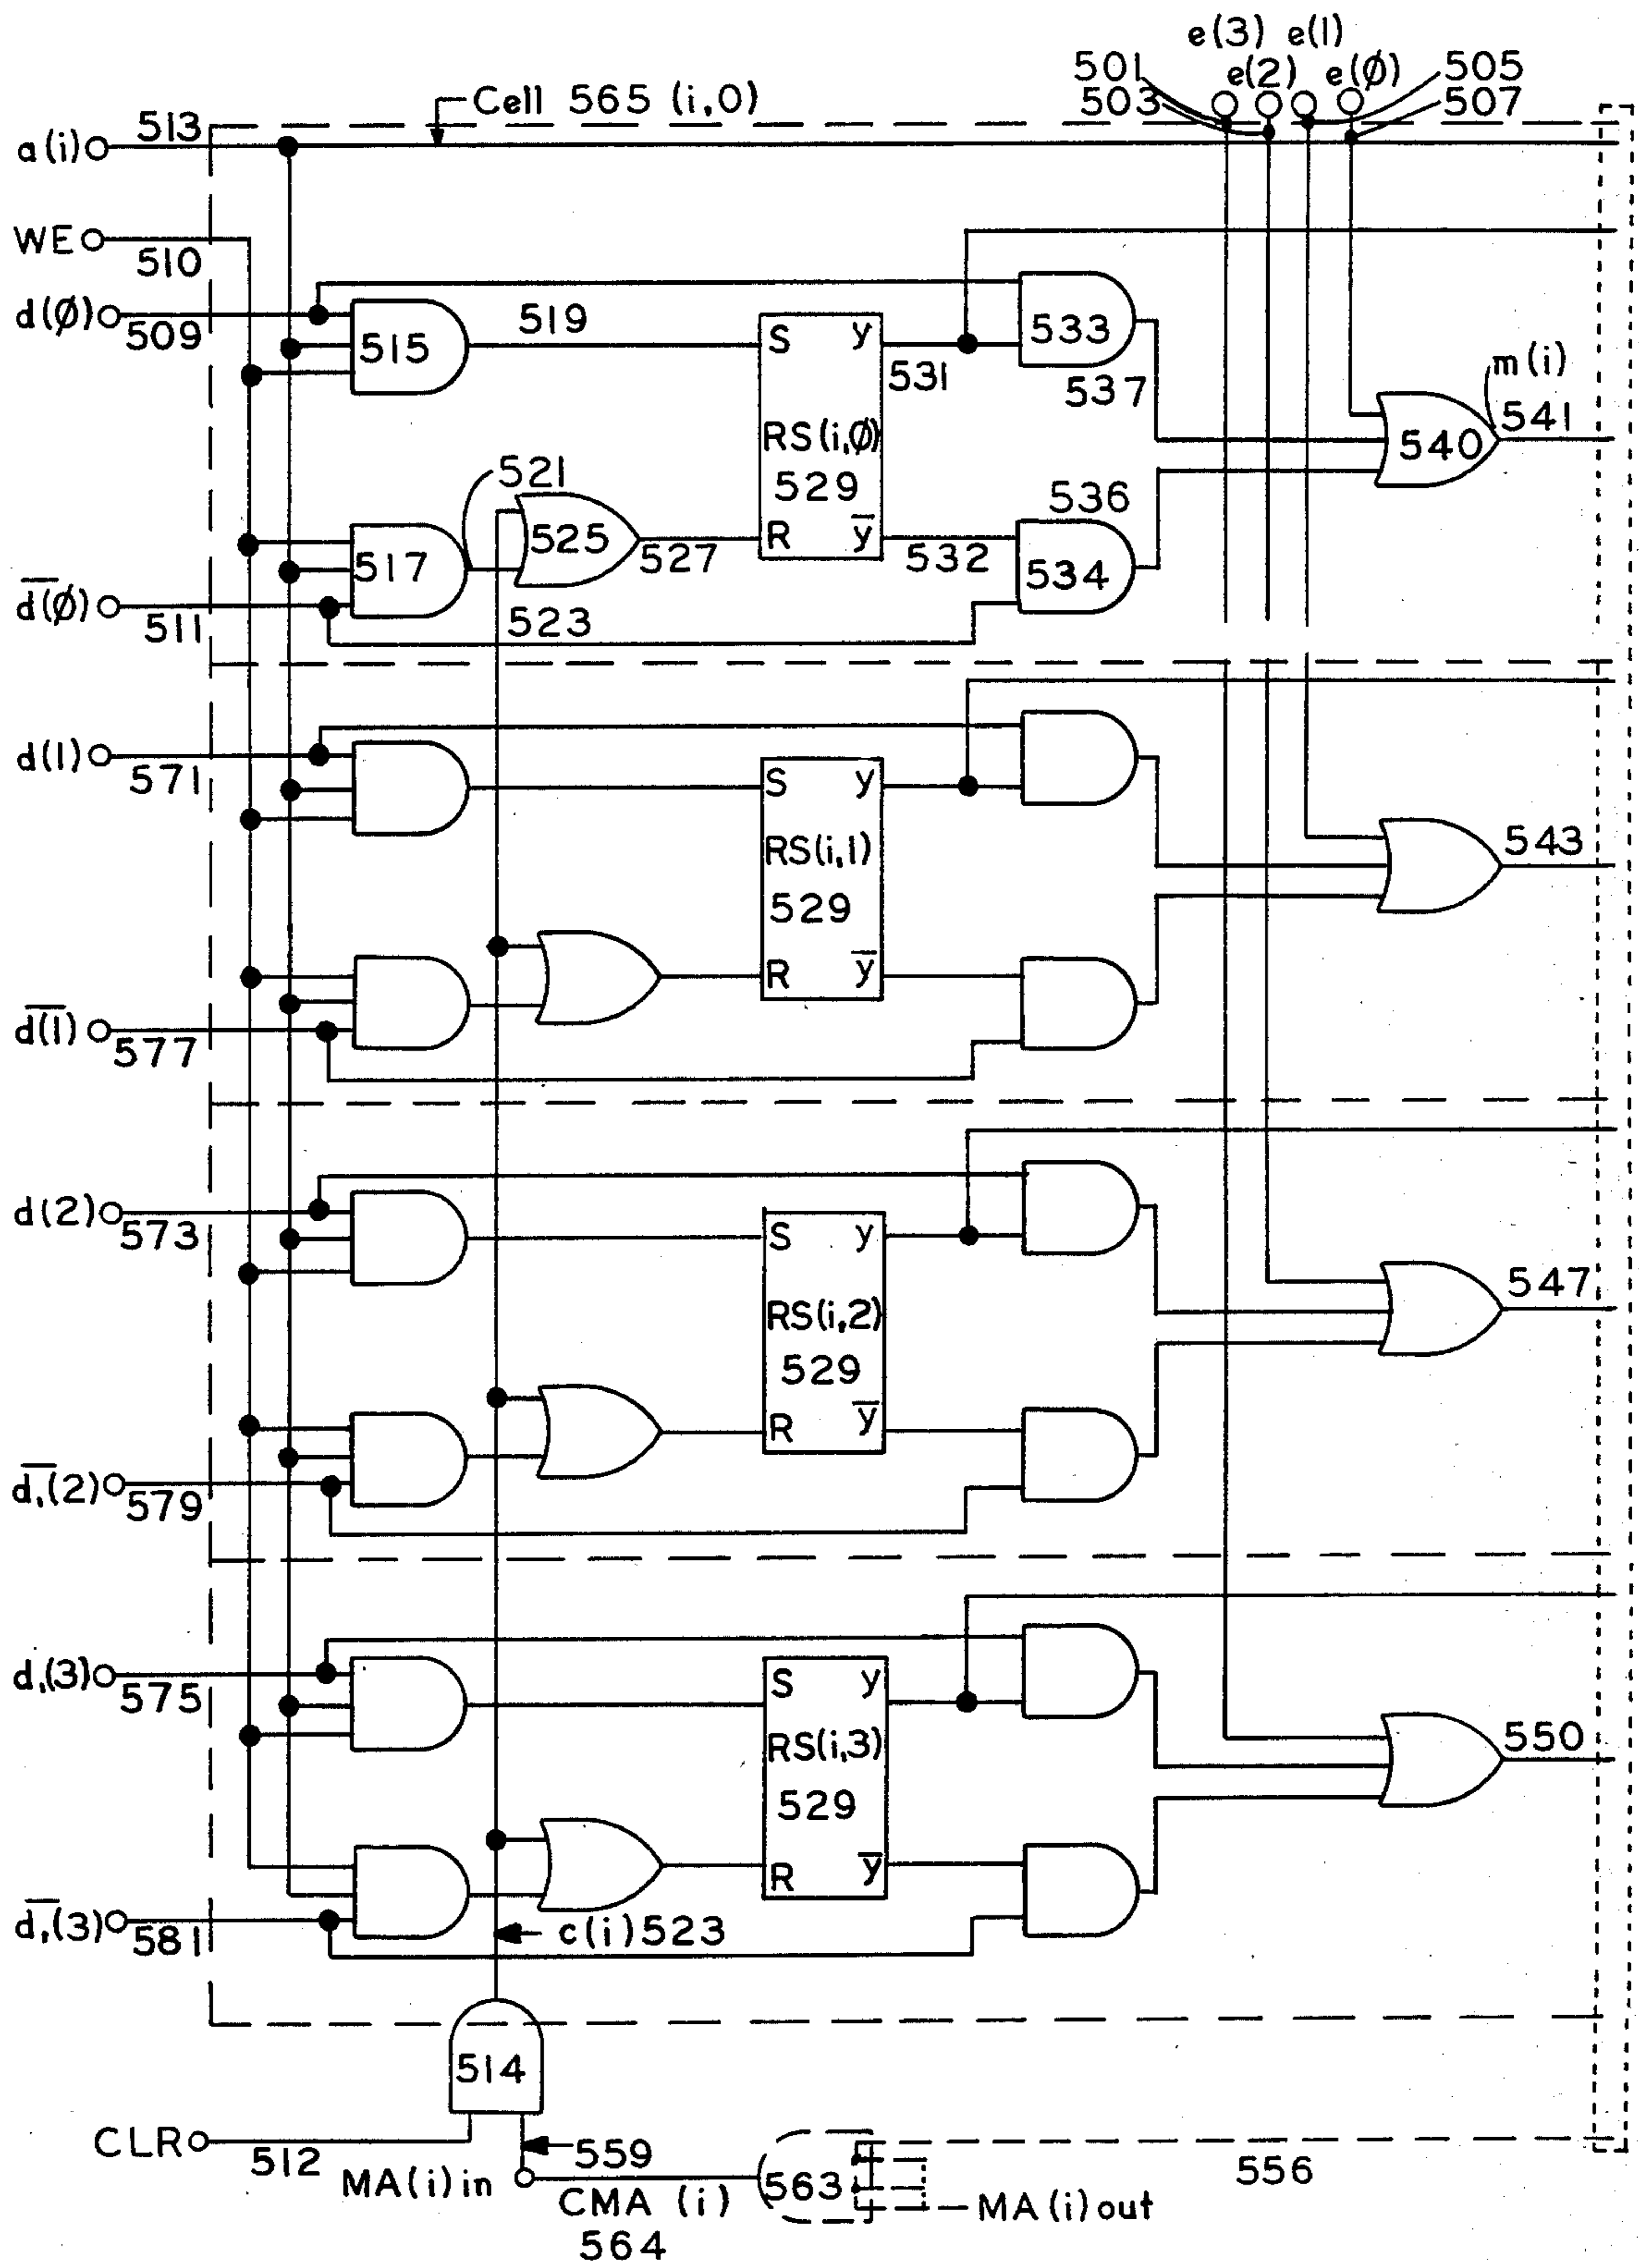 e(3) e(1)
501 e(2) e(ø) 505
503 507
Cell 565 (i,0)
a(i) 513
WE 510
d(ø) 509
515
519
S y
531
533
537
m(i)
541
540
RS(i,ø)
529
521
525
527
R y̅
532
536
534
517
d̅(ø) 511
523
d(1) 571
S y
RS(i,1)
529
543
R y̅
d̅(1) 577
d(2) 573
S y
RS(i,2)
529
547
R y̅
d̅,(2) 579
d,(3) 575
S y
RS(i,3)
529
550
R y̅
d̅,(3) 581
c(i) 523
514
CLR 512
559
MA(i) in
CMA (i)
564
563
MA(i) out
556